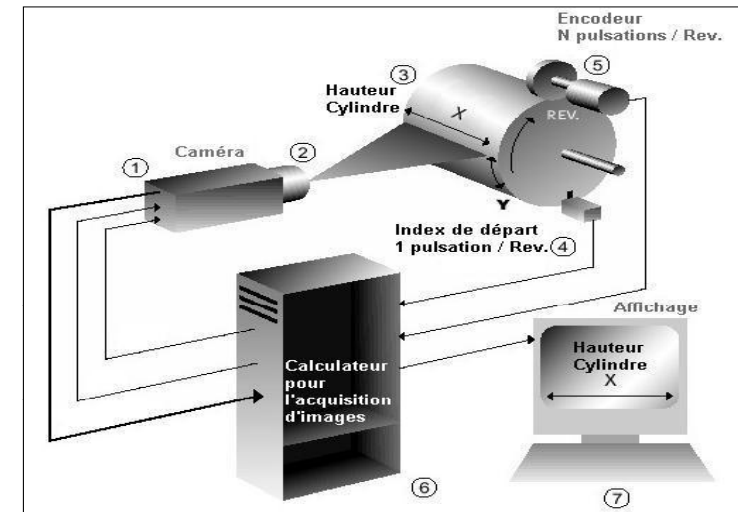 Encodeur
N pulsations / Rev.
5
3
Hauteur
Cylindre
X
REV.
Caméra
2
1
Y
Index de départ
1 pulsation / Rev. 4
Affichage
Hauteur
Cylindre
X
Calculateur
pour
l'acquisition
d'images
6
7